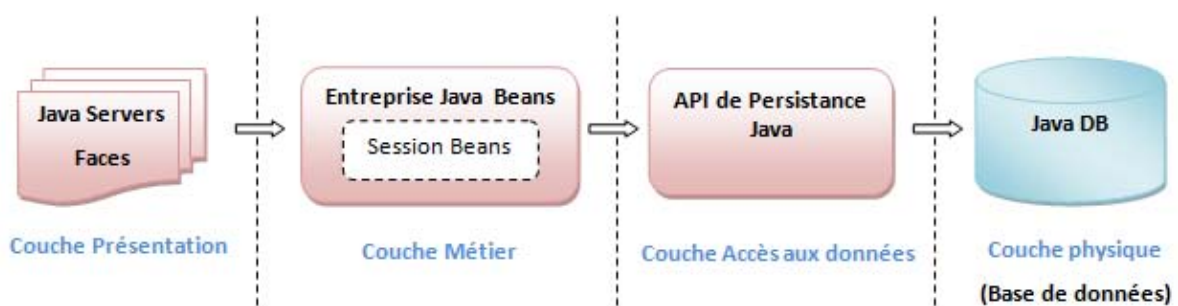 Java Servers
Faces
Couche Présentation
Entreprise Java Beans
Session Beans
Couche Métier
API de Persistance
Java
Couche Accès aux données
Java DB
Couche physique
(Base de données)